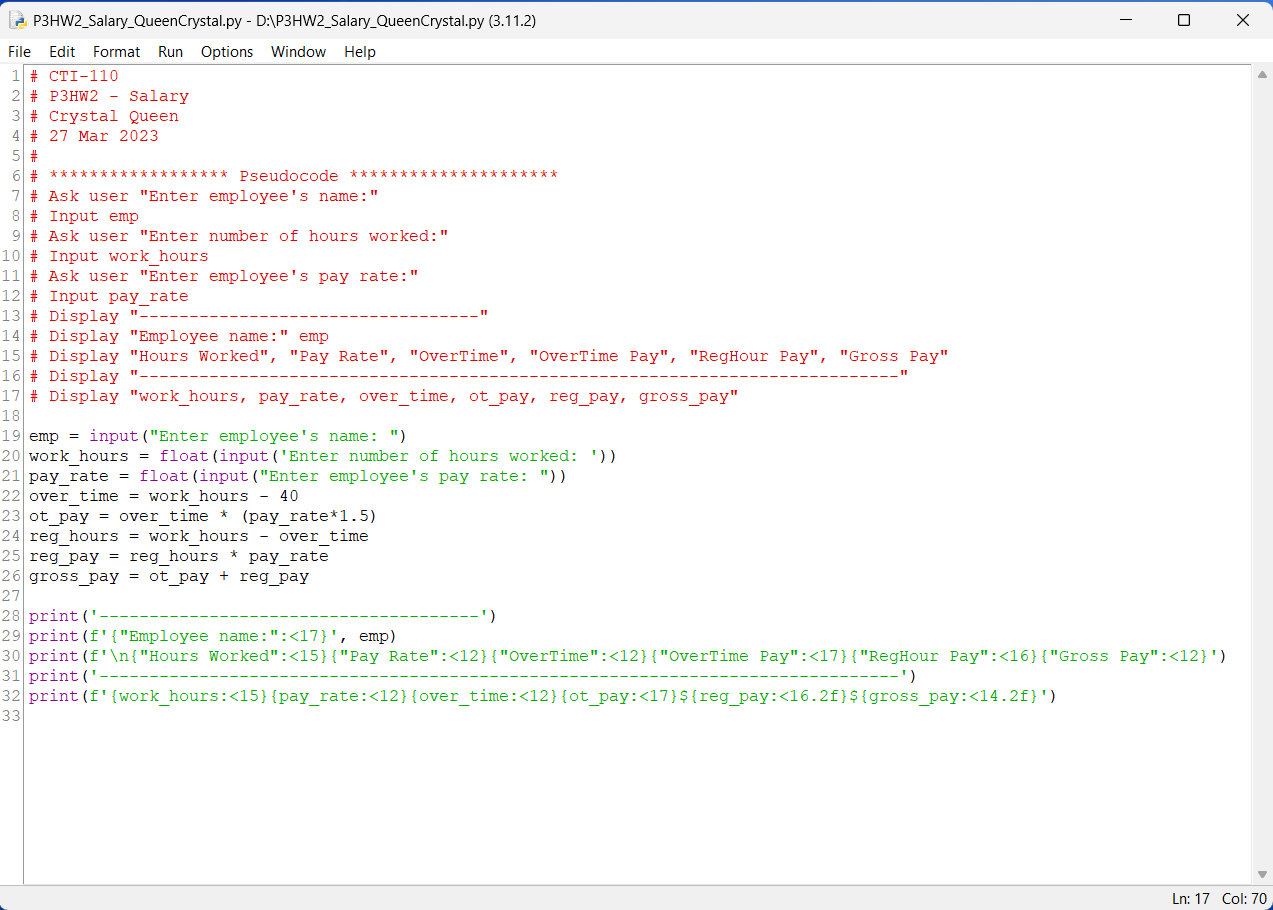 P3HW2_Salary_QueenCrystal.py - D:\P3HW2_Salary_QueenCrystal.py (3.11.2)
File Edit Format Run Options Window Help
1 # CTI-110
2 # P3HW2 - Salary
3 # Crystal Queen
4 # 27 Mar 2023
5 #
6 # ****************** Pseudocode *********************
7 # Ask user "Enter employee's name:"
8 # Input emp
9 # Ask user "Enter number of hours worked:"
10 # Input work_hours
11 # Ask user "Enter employee's pay rate:"
12 # Input pay_rate
13 # Display "----------------------------------"
14 # Display "Employee name:" emp
15 # Display "Hours Worked", "Pay Rate", "OverTime", "OverTime Pay", "RegHour Pay", "Gross Pay"
16 # Display "----------------------------------------------------------------------------"
17 # Display "work_hours, pay_rate, over_time, ot_pay, reg_pay, gross_pay"
18
19 emp = input("Enter employee's name: ")
20 work_hours = float(input('Enter number of hours worked: '))
21 pay_rate = float(input("Enter employee's pay rate: "))
22 over_time = work_hours - 40
23 ot_pay = over_time * (pay_rate*1.5)
24 reg_hours = work_hours - over_time
25 reg_pay = reg_hours * pay_rate
26 gross_pay = ot_pay + reg_pay
27
28 print('--------------------------------------')
29 print(f'{"Employee name:":<17}', emp)
30 print(f'\n{"Hours Worked":<15}{"Pay Rate":<12}{"OverTime":<12}{"OverTime Pay":<17}{"RegHour Pay":<16}{"Gross Pay":<12}')
31 print('--------------------------------------------------------------------------------')
32 print(f'{work_hours:<15}{pay_rate:<12}{over_time:<12}{ot_pay:<17}${reg_pay:<16.2f}${gross_pay:<14.2f}')
33
Ln: 17 Col: 70